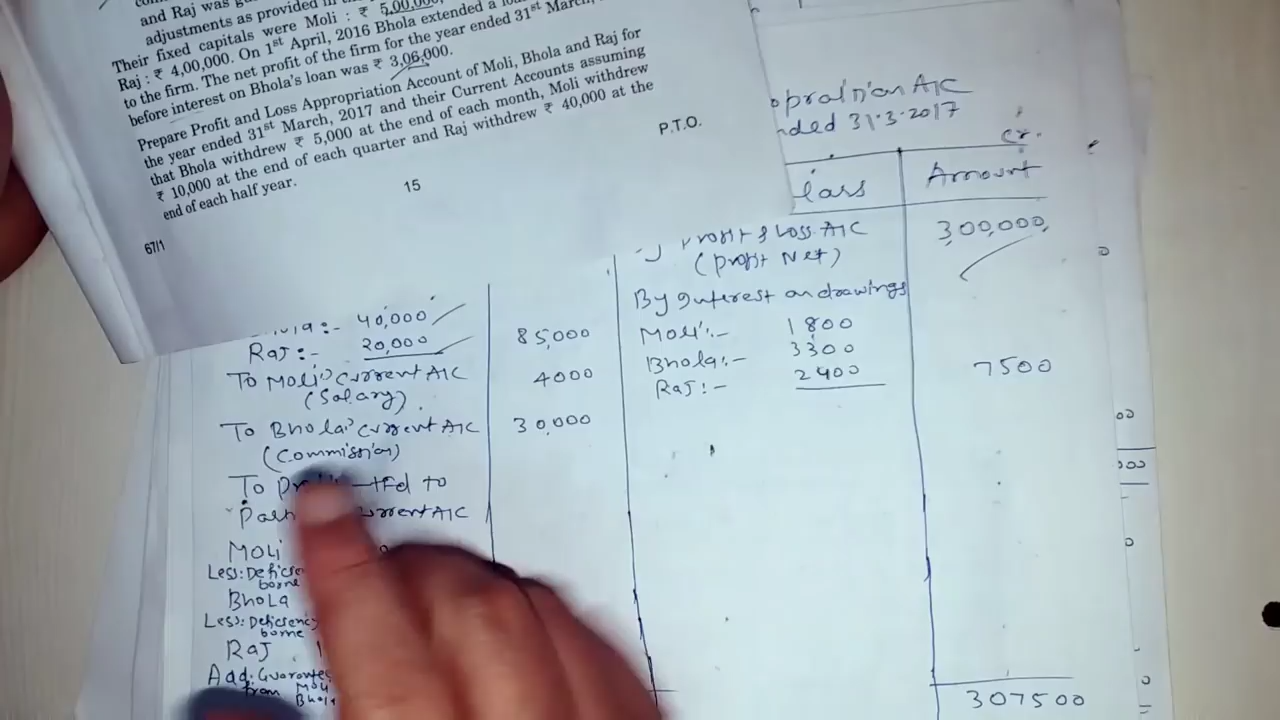 and Raj was
adjustments as provided in
Their fixed capitals were Moli : ₹ 5,00,000,
Raj : ₹ 4,00,000. On 1st April, 2016 Bhola extended a
to the firm. The net profit of the firm for the year ended 31st March,
before interest on Bhola's loan was ₹ 3,06,000.
Prepare Profit and Loss Appropriation Account of Moli, Bhola and Raj for
the year ended 31st March, 2017 and their Current Accounts assuming
that Bhola withdrew ₹ 5,000 at the end of each month, Moli withdrew
₹ 10,000 at the end of each quarter and Raj withdrew ₹ 40,000 at the
end of each half year.
P.T.O.
15
67/1
A/C
nded 31.3.2017
Cr.
lars
Amount
Profit & Loss A/C
(Profit Net)
3,00,000
By Interest on drawings
Moli:- 1800
Bhola:- 3300
Raj:- 2400
7500
307500
40,000
Raj:- 20,000
85,000
To Moli's Current A/C
(Salary)
4000
To Bhola's Current A/C
(Commission)
30,000
To
tfd to
Current A/C
Moli
Less: Deficiency
borne
Bhola
Less: Deficiency
borne
Raj
Add: Guarantee
from Moli
Bhola